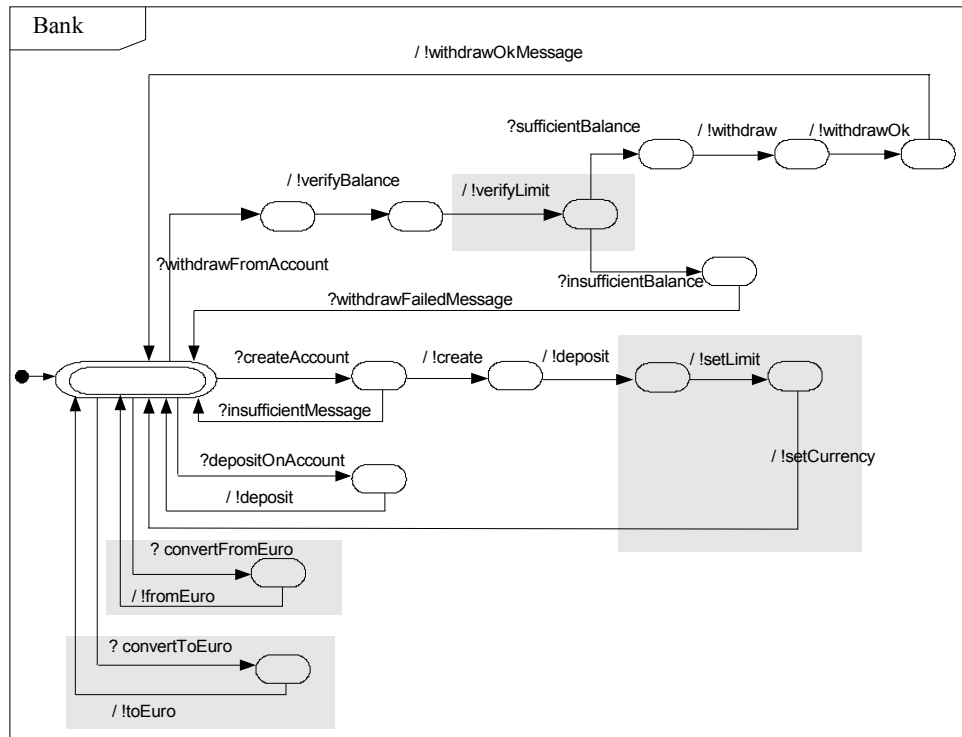 Bank
/ !withdrawOkMessage
?sufficientBalance
/ !withdraw
/ !withdrawOk
/ !verifyBalance
/ !verifyLimit
?withdrawFromAccount
?insufficientBalance
?withdrawFailedMessage
?createAccount
/ !create
/ !deposit
/ !setLimit
?insufficientMessage
?depositOnAccount
/ !setCurrency
/ !deposit
? convertFromEuro
/ !fromEuro
? convertToEuro
/ !toEuro